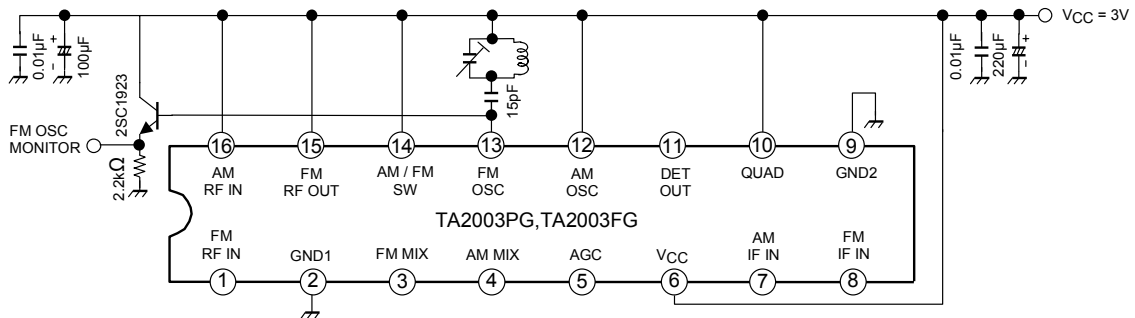 VCC = 3V
0.01μF
+
-
100μF
2SC1923
15pF
0.01μF
220μF
+
-
FM OSC
MONITOR
2.2kΩ
16
15
14
13
12
11
10
9
AM
RF IN
FM
RF OUT
AM / FM
SW
FM
OSC
AM
OSC
DET
OUT
QUAD
GND2
TA2003PG,TA2003FG
FM
RF IN
GND1
FM MIX
AM MIX
AGC
VCC
AM
IF IN
FM
IF IN
1
2
3
4
5
6
7
8